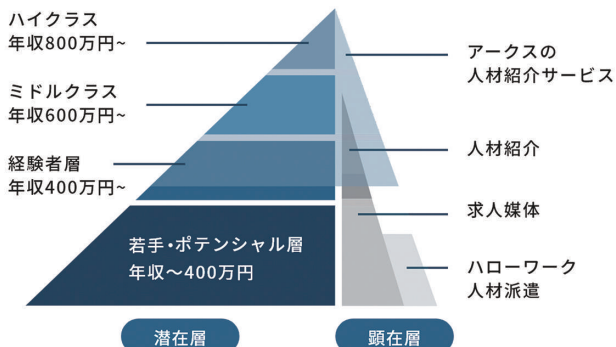 ハイクラス
年収800万円~
ミドルクラス
年収600万円~
経験者層
年収400万円~
若手・ポテンシャル層
年収〜400万円
アークスの
人材紹介サービス
人材紹介
求人媒体
ハローワーク
人材派遣
潜在層
顕在層